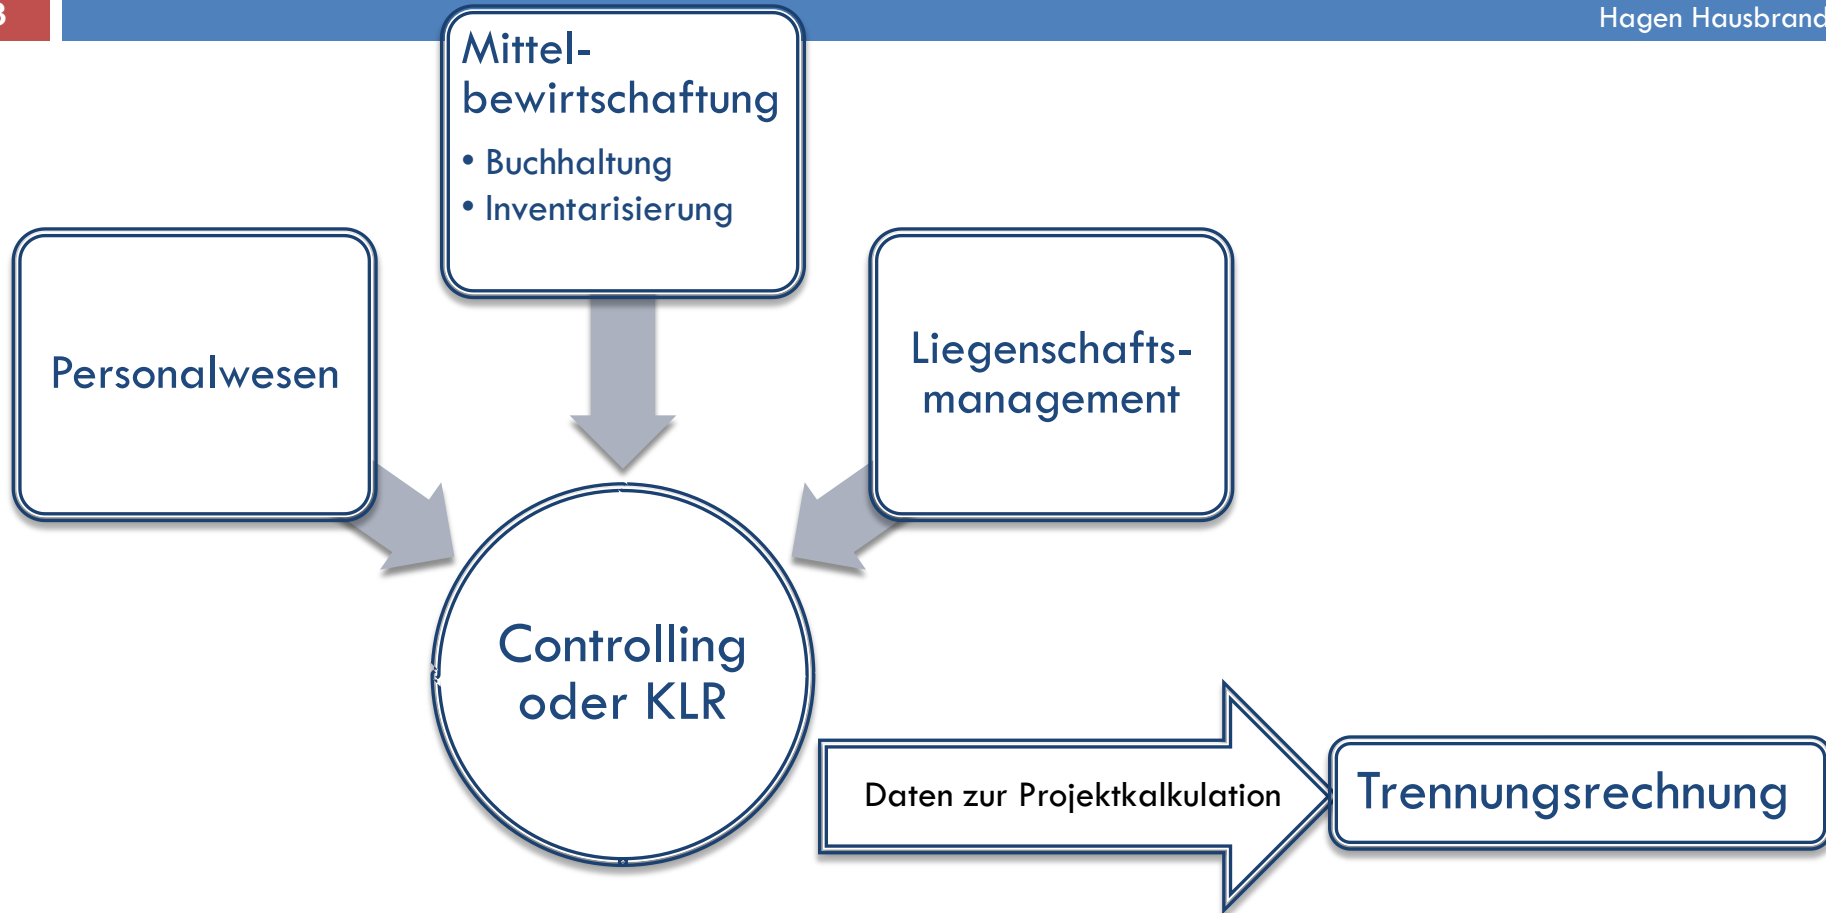 Hagen Hausbrand
Mittel-
bewirtschaftung
• Buchhaltung
• Inventarisierung
Personalwesen
Liegenschafts-
management
Controlling
oder KLR
Daten zur Projektkalkulation
Trennungsrechnung